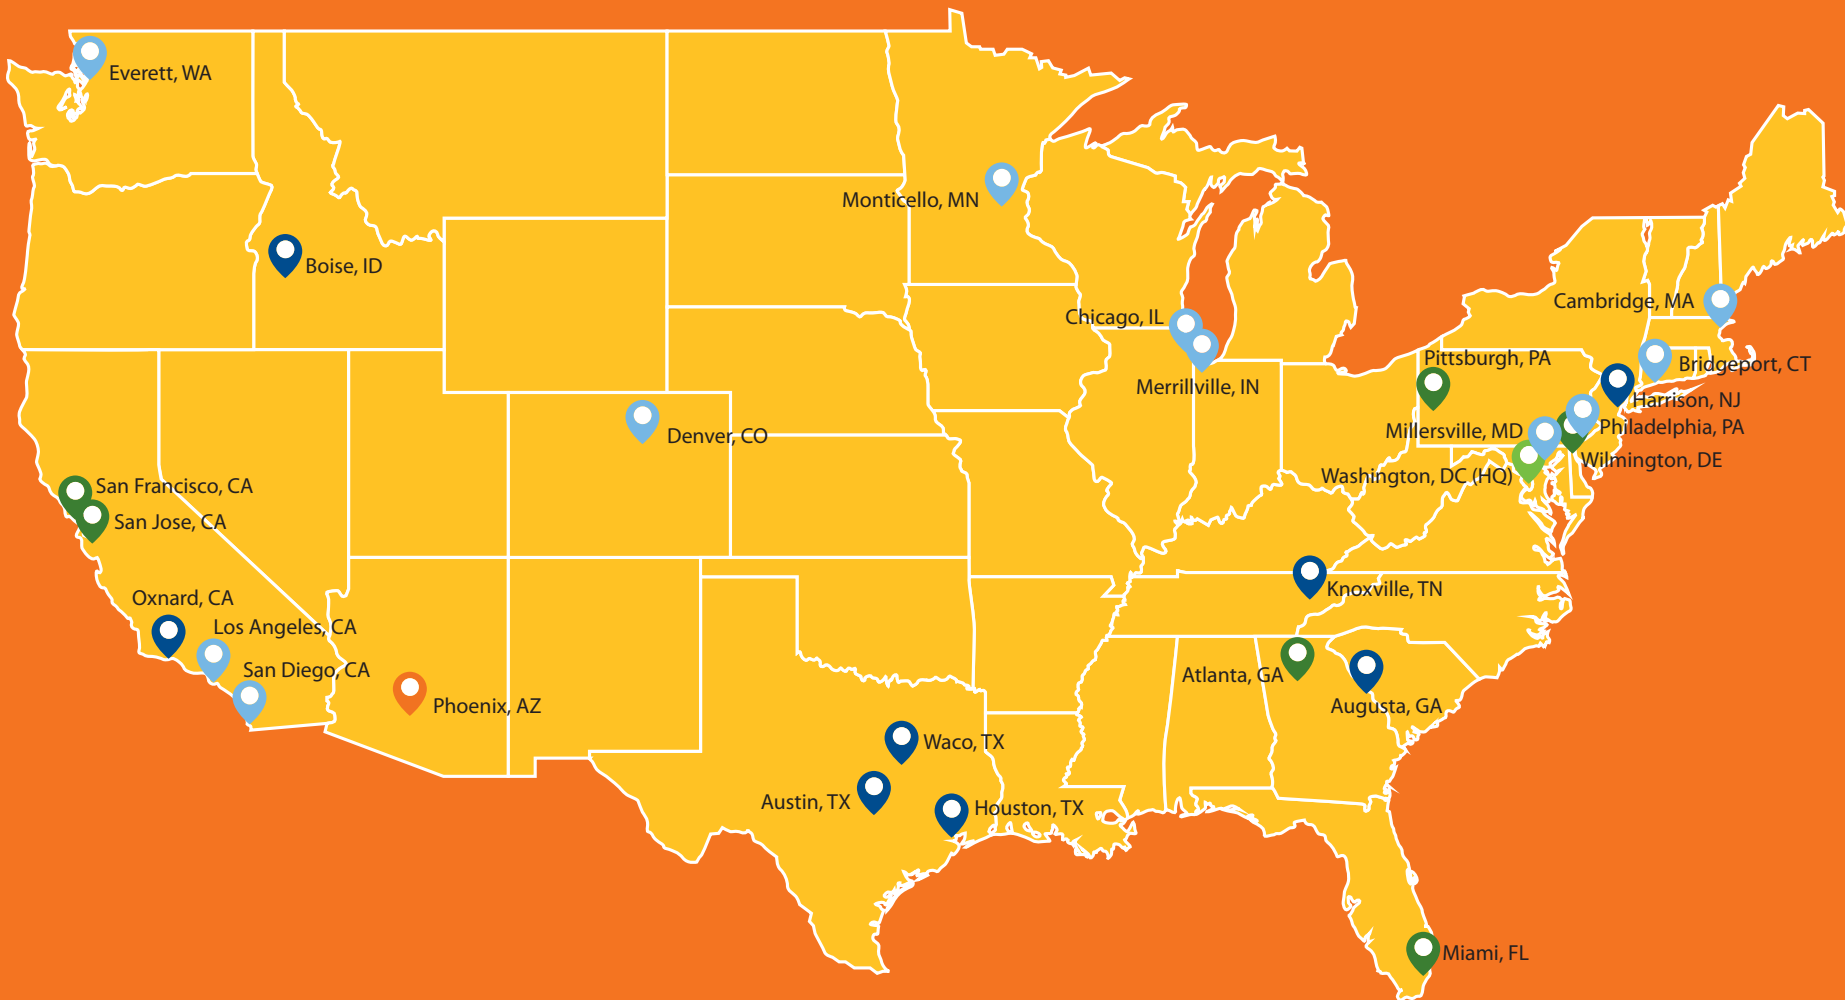 Everett, WA
Monticello, MN
Boise, ID
Cambridge, MA
Chicago, IL
Pittsburgh, PA
Bridgeport, CT
Merrillville, IN
Harrison, NJ
Denver, CO
Millersville, MD
Philadelphia, PA
Wilmington, DE
Washington, DC (HQ)
San Francisco, CA
San Jose, CA
Knoxville, TN
Oxnard, CA
Los Angeles, CA
San Diego, CA
Atlanta, GA
Phoenix, AZ
Augusta, GA
Waco, TX
Austin, TX
Houston, TX
Miami, FL